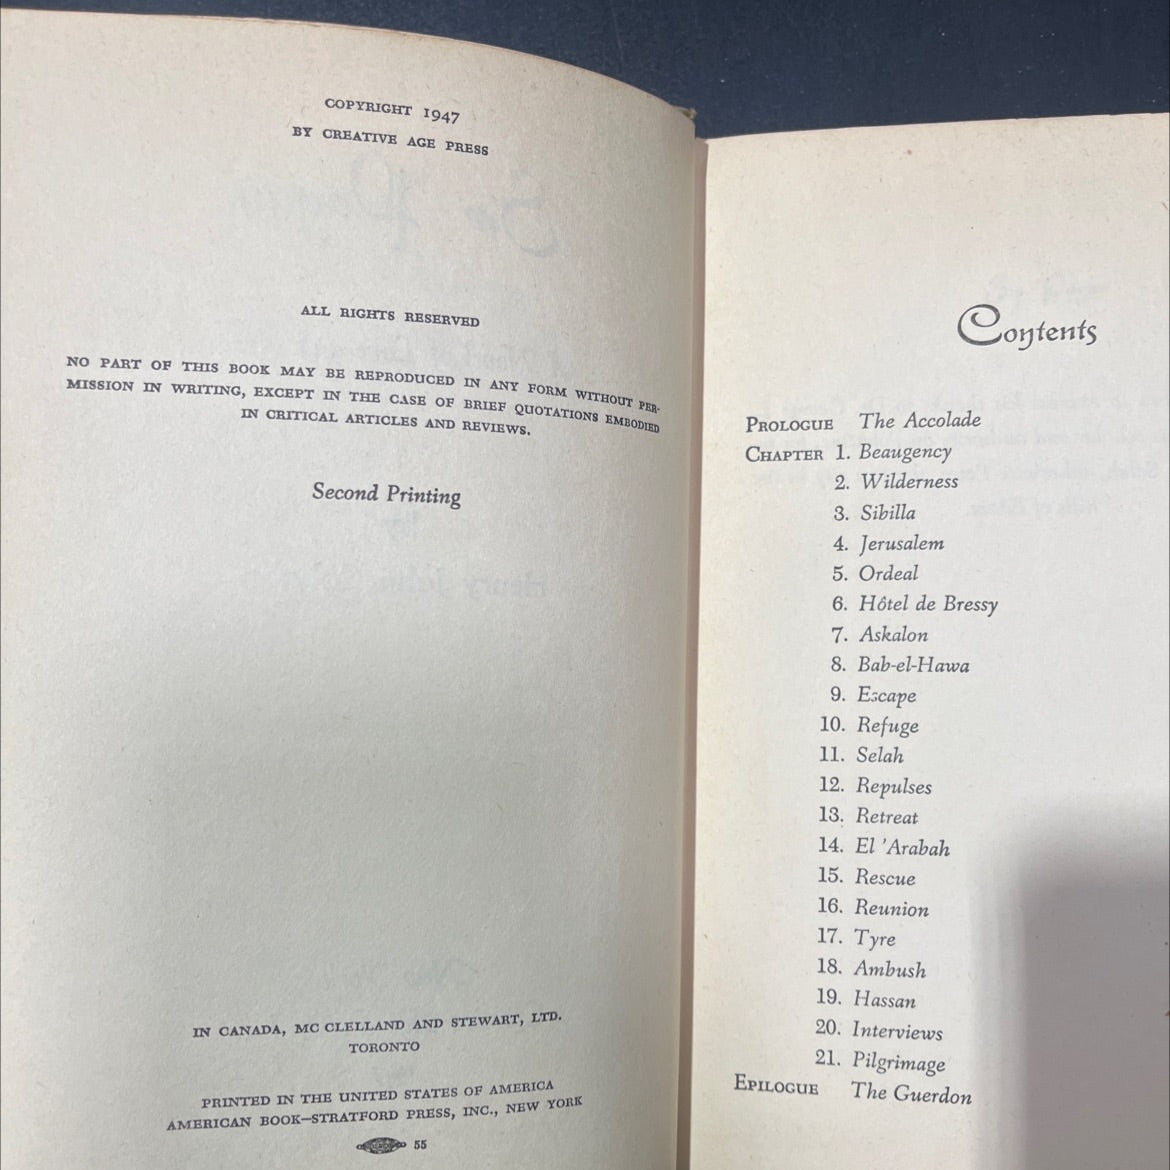 COPYRIGHT 1947
BY CREATIVE AGE PRESS
ALL RIGHTS RESERVED
NO PART OF THIS BOOK MAY BE REPRODUCED IN ANY FORM WITHOUT PER-
MISSION IN WRITING, EXCEPT IN THE CASE OF BRIEF QUOTATIONS EMBODIED
IN CRITICAL ARTICLES AND REVIEWS.
Second Printing
IN CANADA, MC CLELLAND AND STEWART, LTD.
TORONTO
PRINTED IN THE UNITED STATES OF AMERICA
AMERICAN BOOK—STRATFORD PRESS, INC., NEW YORK
55
Contents
PROLOGUE The Accolade
CHAPTER 1. Beaugency
2. Wilderness
3. Sibilla
4. Jerusalem
5. Ordeal
6. Hôtel de Bressy
7. Askalon
8. Bab-el-Hawa
9. Escape
10. Refuge
11. Selah
12. Repulses
13. Retreat
14. El 'Arabah
15. Rescue
16. Reunion
17. Tyre
18. Ambush
19. Hassan
20. Interviews
21. Pilgrimage
EPILOGUE The Guerdon